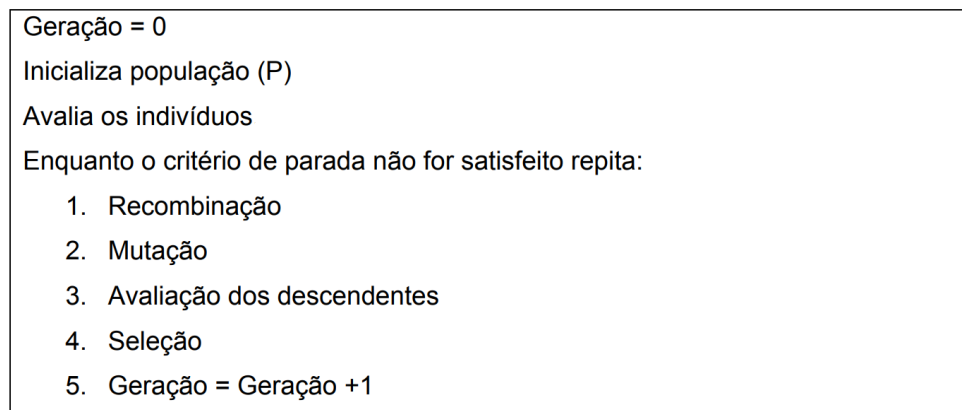 Geração = 0
Inicializa população (P)
Avalia os indivíduos
Enquanto o critério de parada não for satisfeito repita:
1. Recombinação
2. Mutação
3. Avaliação dos descendentes
4. Seleção
5. Geração = Geração +1